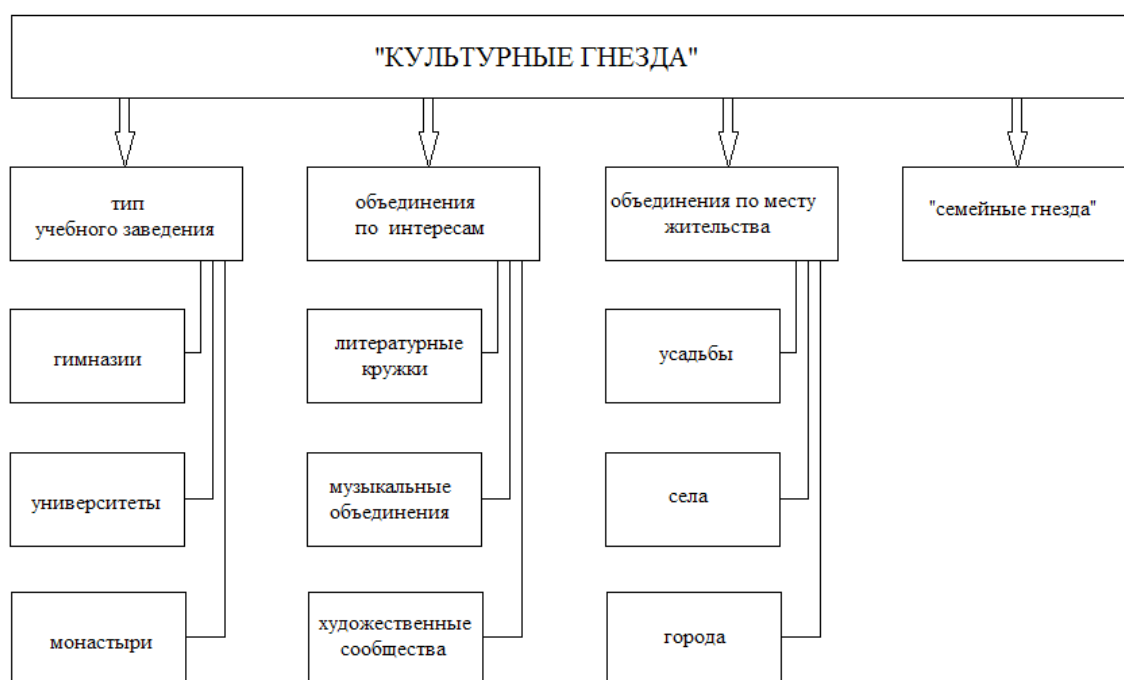 "КУЛЬТУРНЫЕ ГНЕЗДА"
тип
учебного заведения
объединения
по интересам
объединения по месту
жительства
"семейные гнезда"
гимназии
литературные
кружки
усадьбы
университеты
музыкальные
объединения
села
монастыри
художественные
сообщества
города